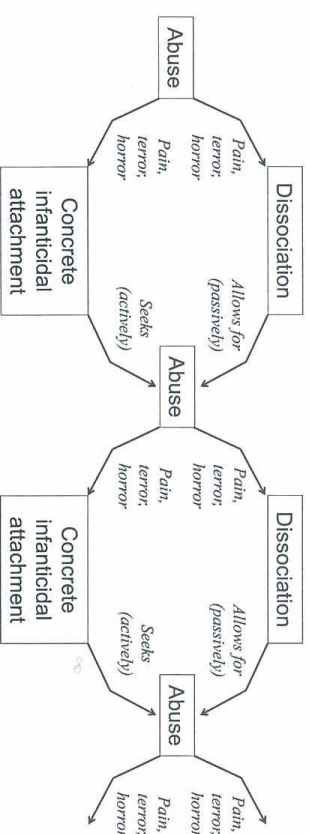 Abuse
Pain,
terror,
horror
Dissociation
Allows for
(passively)
Pain,
terror,
horror
Concrete
infanticidal
attachment
Seeks
(actively)
Abuse
Pain,
terror,
horror
Dissociation
Allows for
(passively)
Pain,
terror,
horror
Concrete
infanticidal
attachment
Seeks
(actively)
Abuse
Pain,
terror,
horror
Pain,
terror,
horror